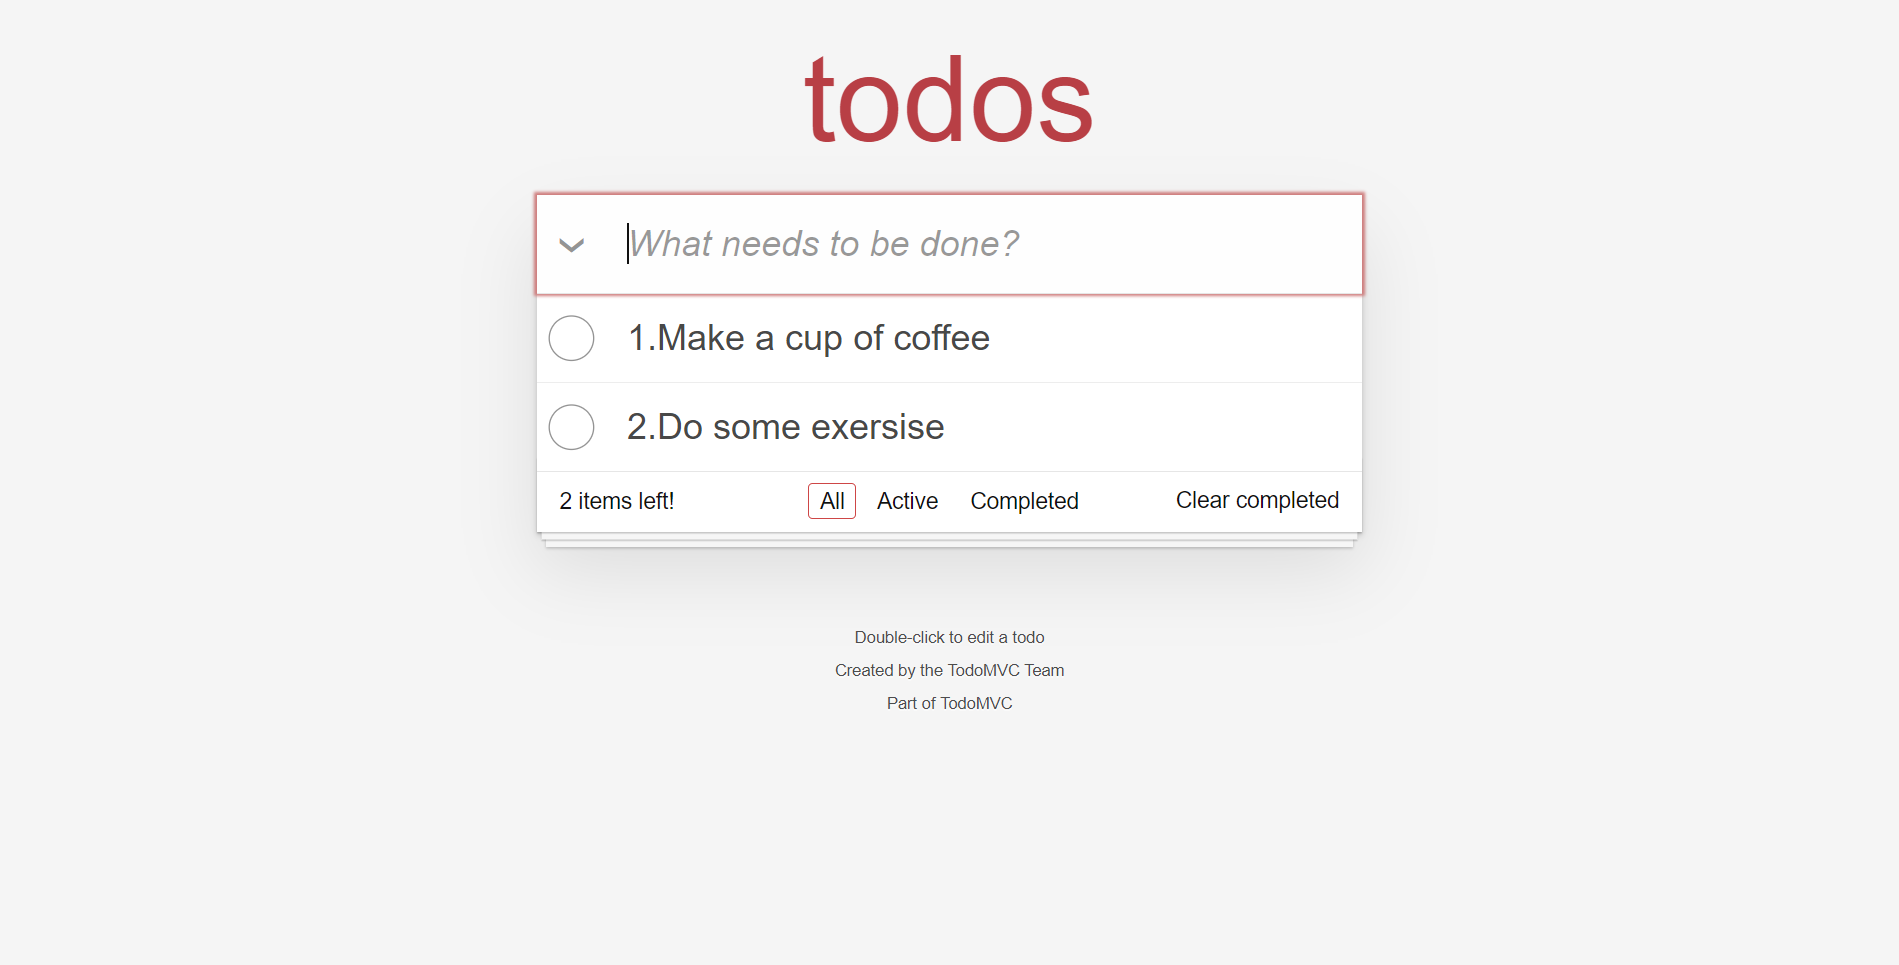 todos
What needs to be done?
1.Make a cup of coffee
2.Do some exersise
2 items left! All Active Completed Clear completed
Double-click to edit a todo
Created by the TodoMVC Team
Part of TodoMVC